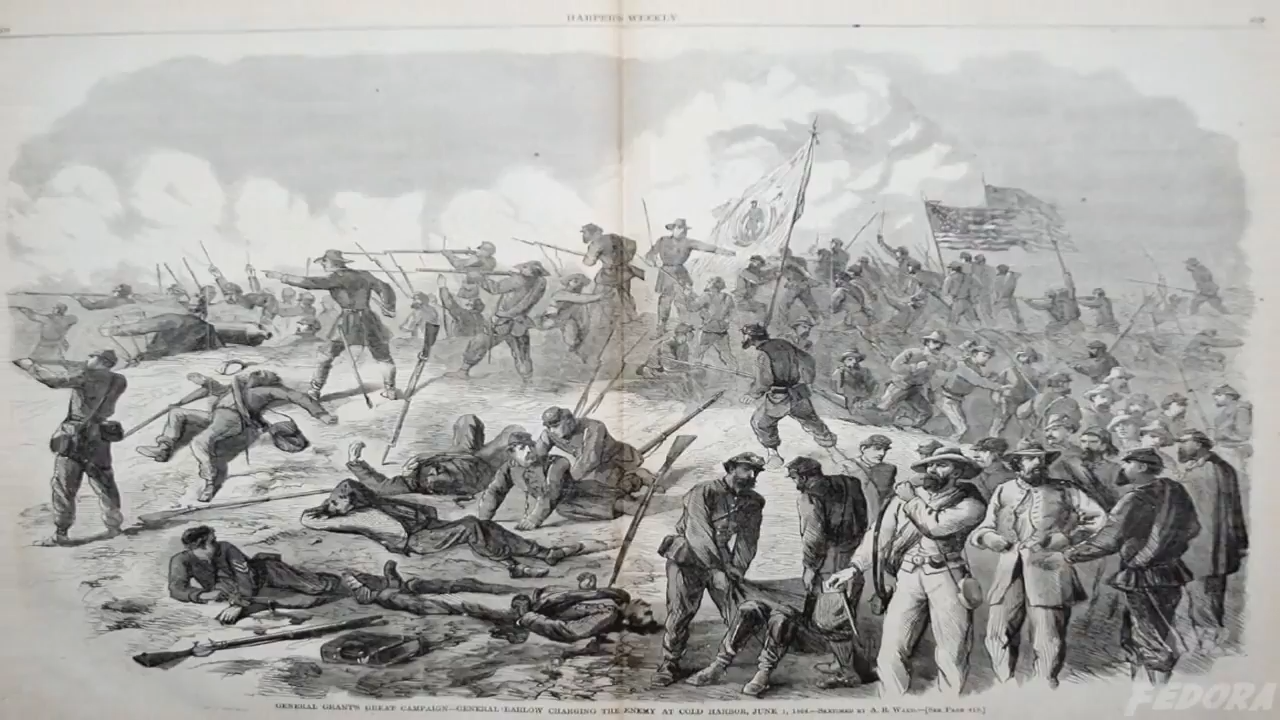 HARPER'S WEEKLY.
GENERAL GRANT'S GREAT CAMPAIGN—GENERAL BARLOW CHARGING THE ENEMY AT COLD HARBOR, JUNE 1, 1864.—SKETCHED BY A. R. WAUD.—[SEE PAGE
FEDORA